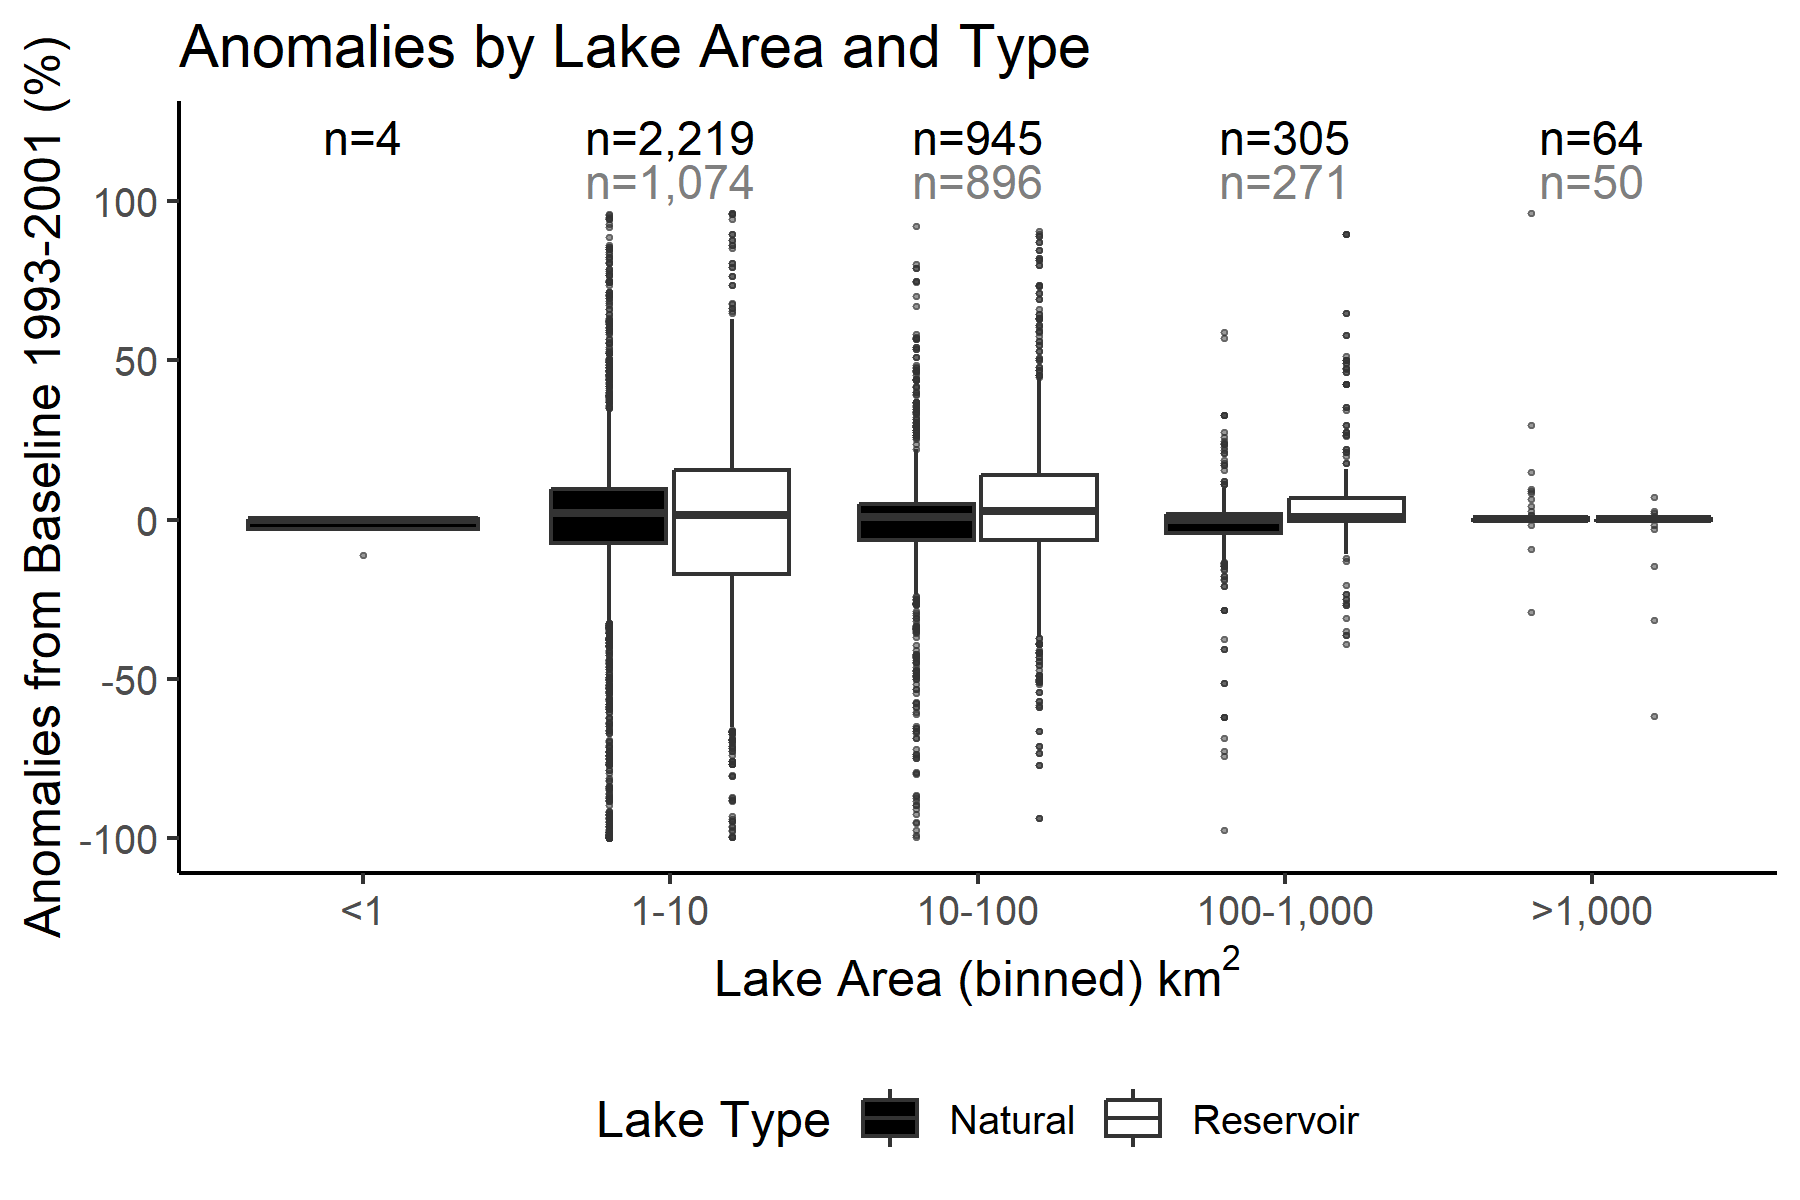 Anomalies by Lake Area and Type
Anomalies from Baseline 1993-2001 (%)
n=4
n=2,219
n=945
n=305
n=64
n=1,074
n=896
n=271
n=50
100
50
0
-50
-100
<1
1-10
10-100
100-1,000
>1,000
Lake Area (binned) km²
Lake Type
Natural
Reservoir